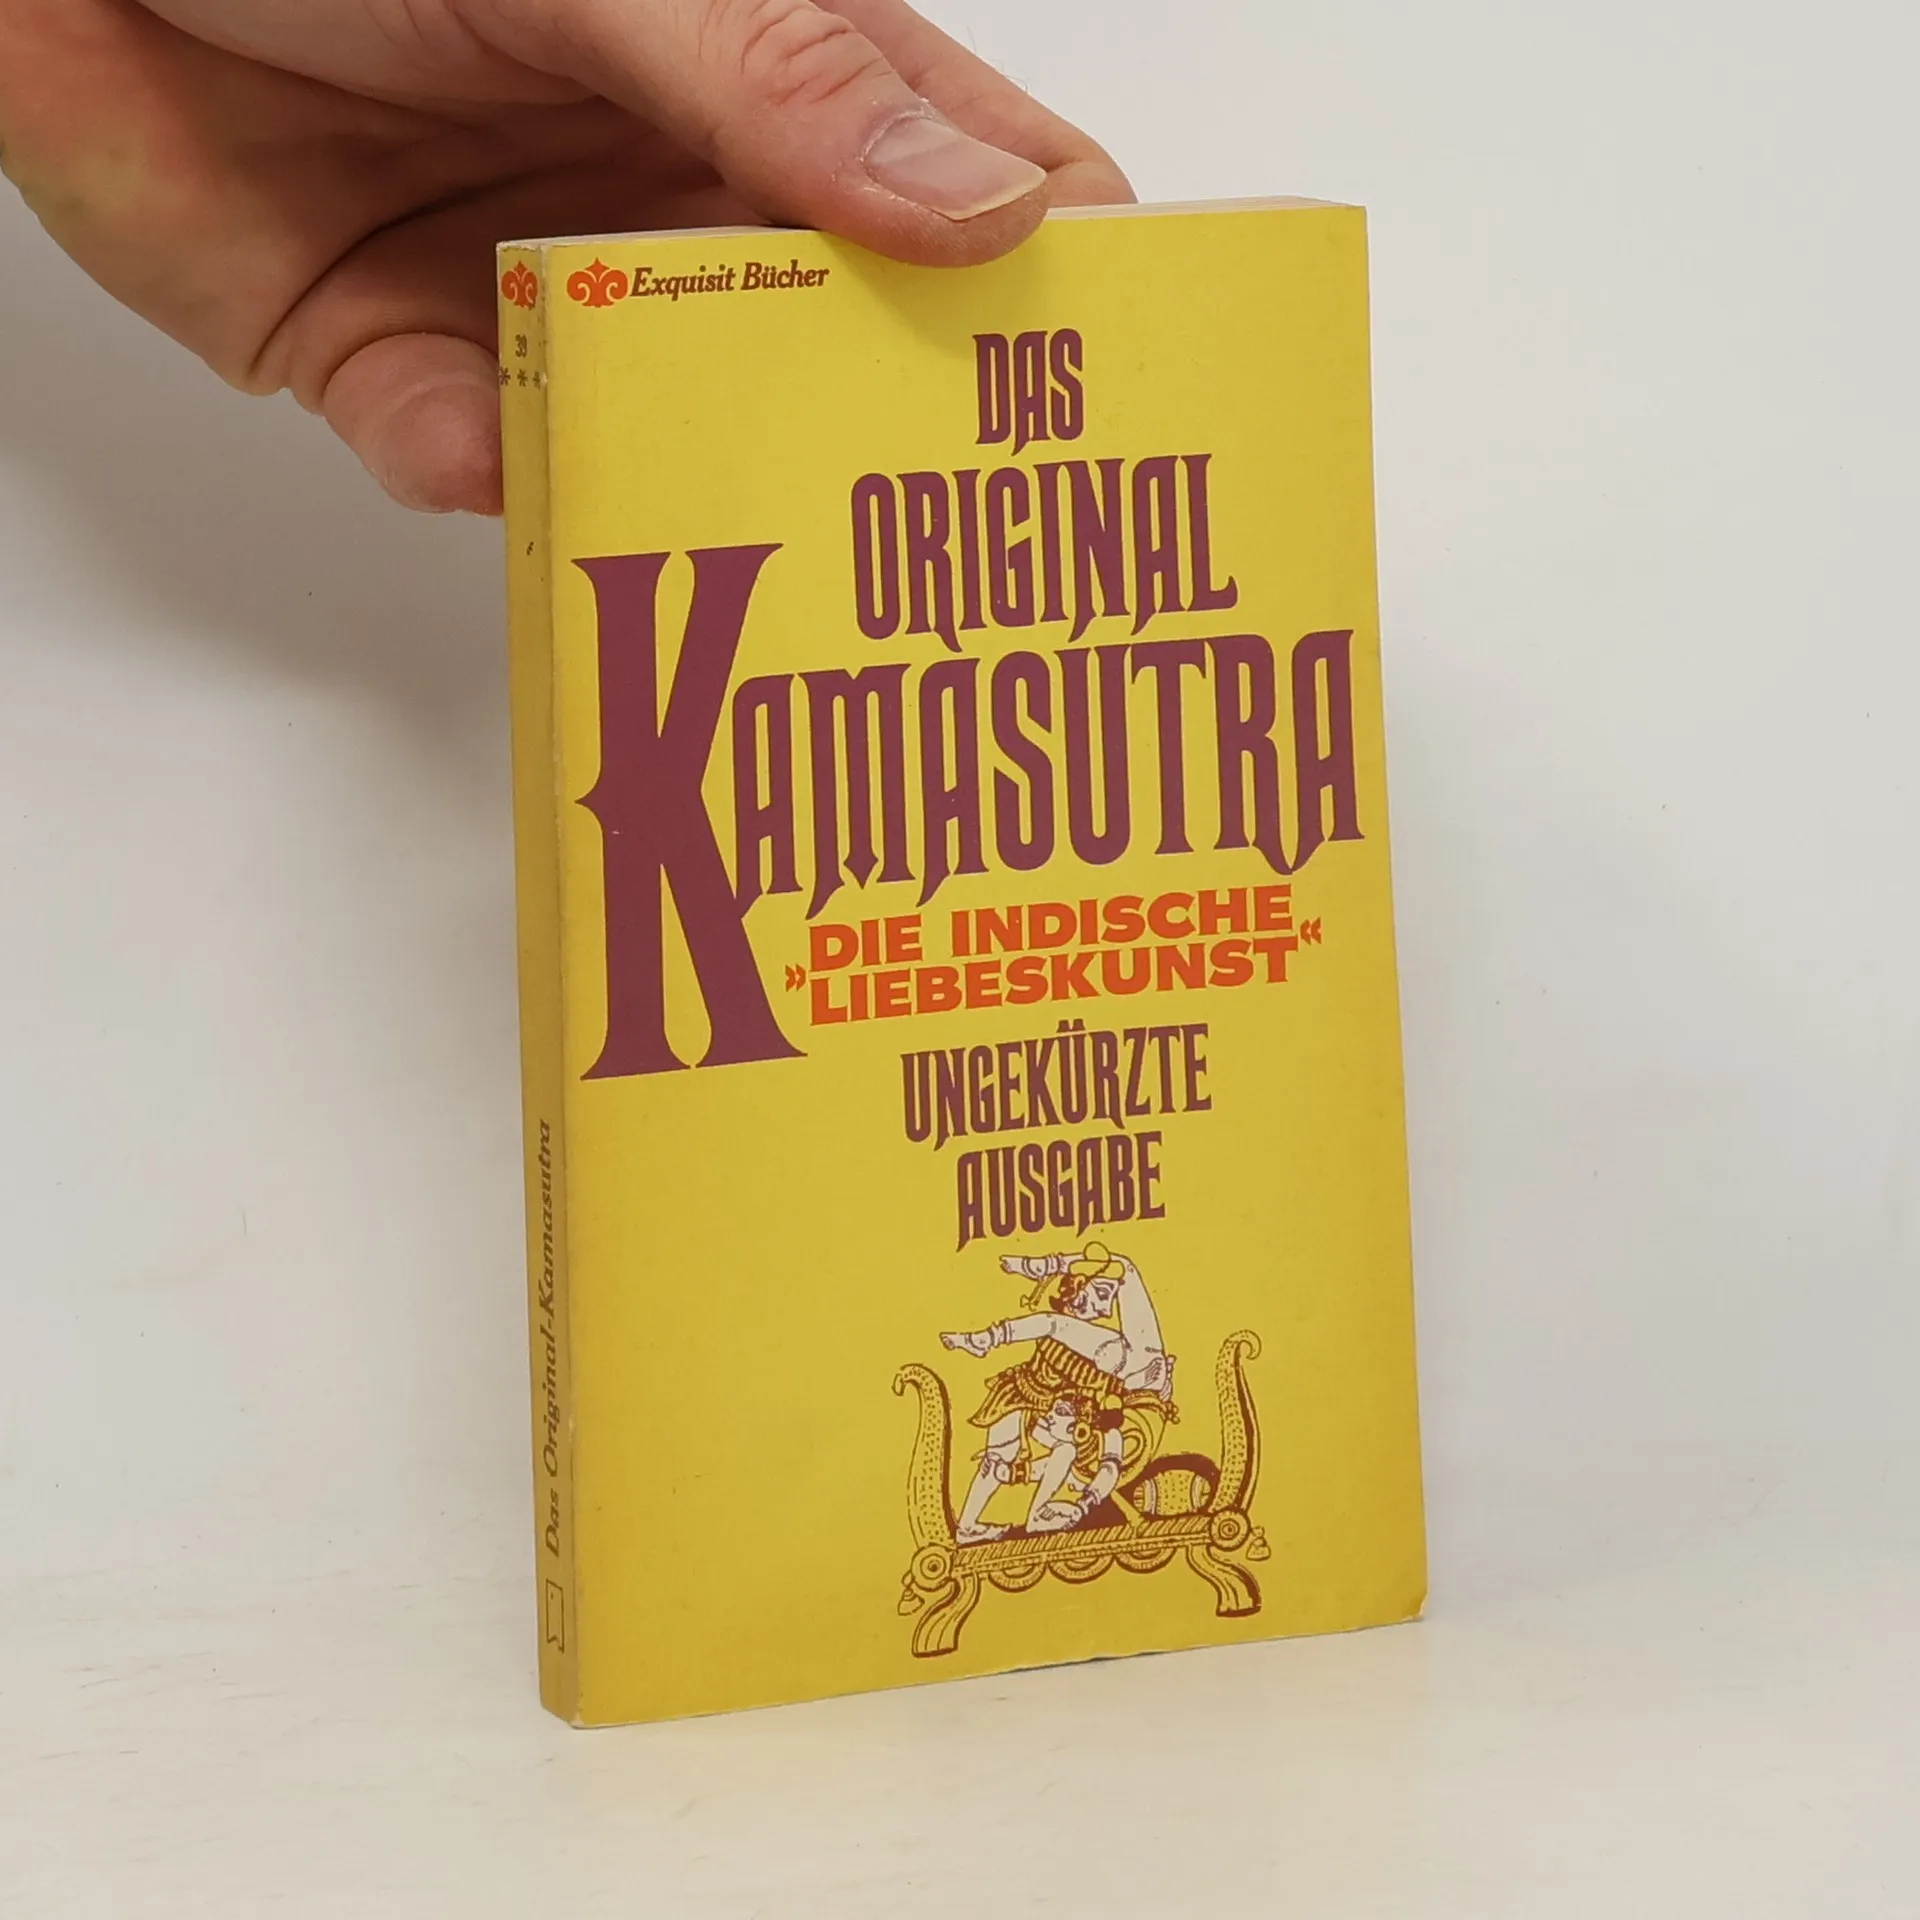 Exquisit Bücher
39
* * *
DAS
ORIGINAL
KAMASUTRA
»DIE INDISCHE
LIEBESKUNST«
UNGEKÜRZTE
AUSGABE
Das Original-Kamasutra